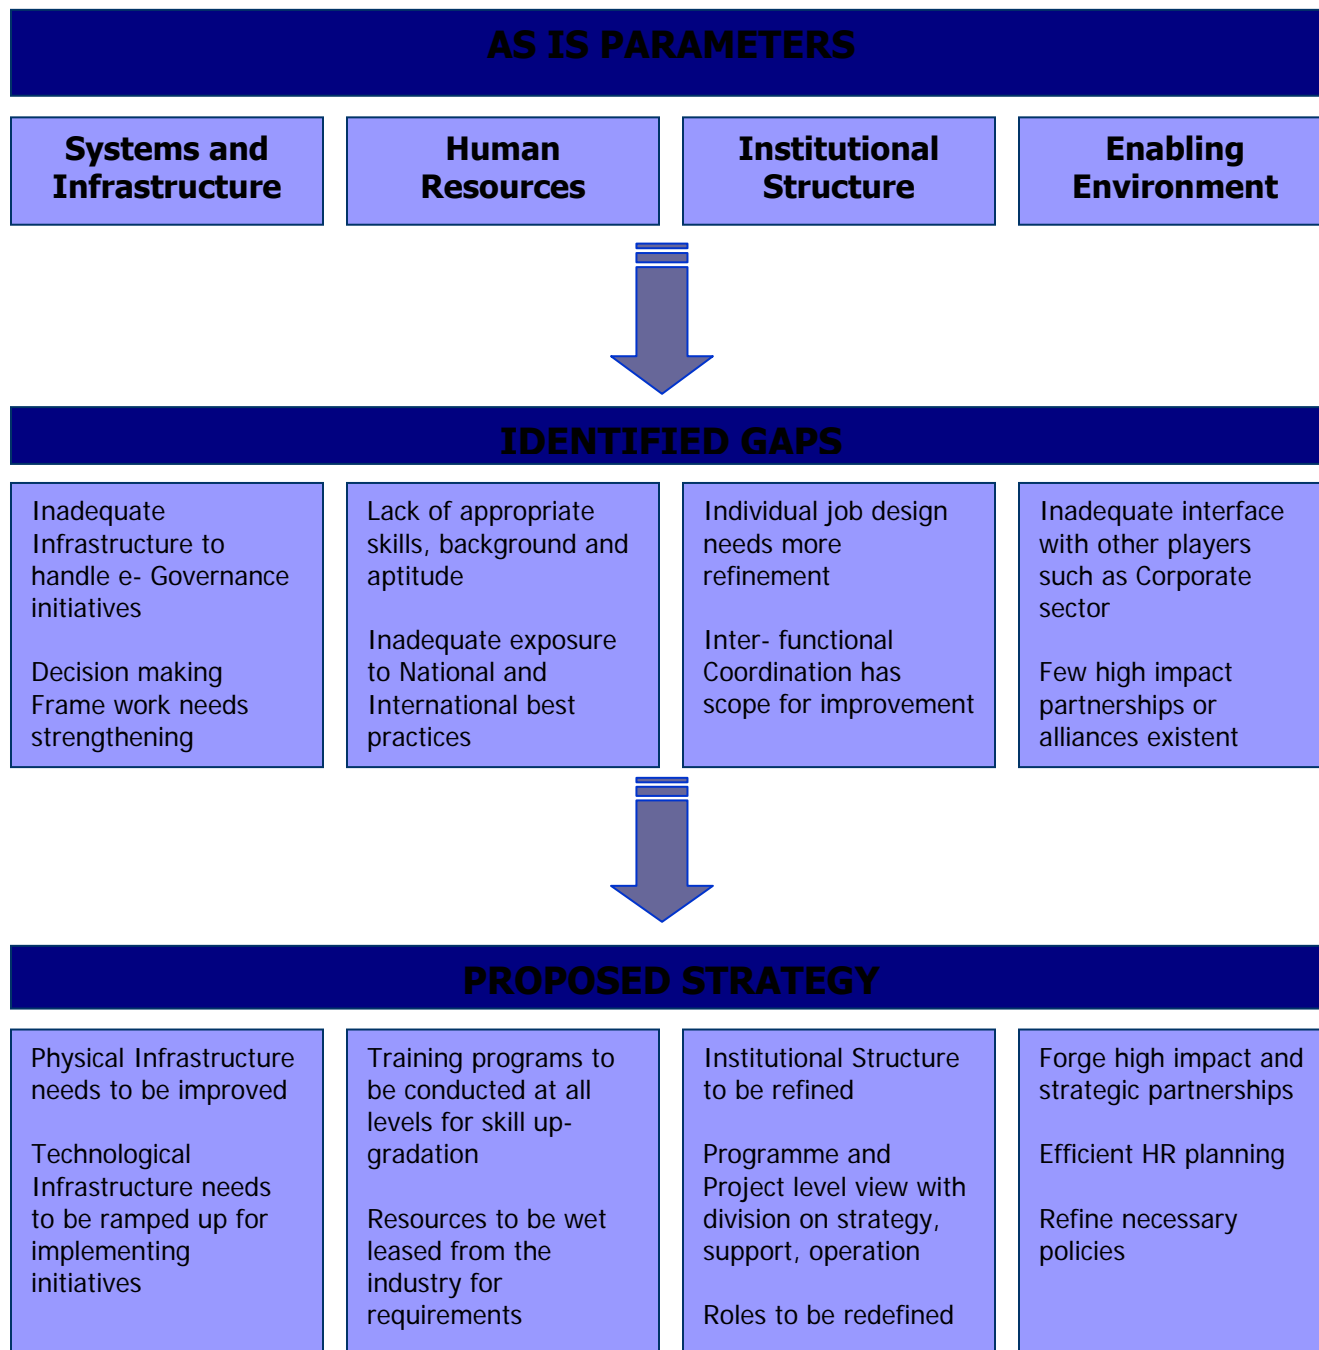 AS IS PARAMETERS
Systems and
Infrastructure
Human
Resources
Institutional
Structure
Enabling
Environment
IDENTIFIED GAPS
Inadequate
Infrastructure to
handle e- Governance
initiatives
Decision making
Frame work needs
strengthening
Lack of appropriate
skills, background and
aptitude
Inadequate exposure
to National and
International best
practices
Individual job design
needs more
refinement
Inter- functional
Coordination has
scope for improvement
Inadequate interface
with other players
such as Corporate
sector
Few high impact
partnerships or
alliances existent
PROPOSED STRATEGY
Physical Infrastructure
needs to be improved
Technological
Infrastructure needs
to be ramped up for
implementing
initiatives
Training programs to
be conducted at all
levels for skill up-
gradation
Resources to be wet
leased from the
industry for
requirements
Institutional Structure
to be refined
Programme and
Project level view with
division on strategy,
support, operation
Roles to be redefined
Forge high impact and
strategic partnerships
Efficient HR planning
Refine necessary
policies